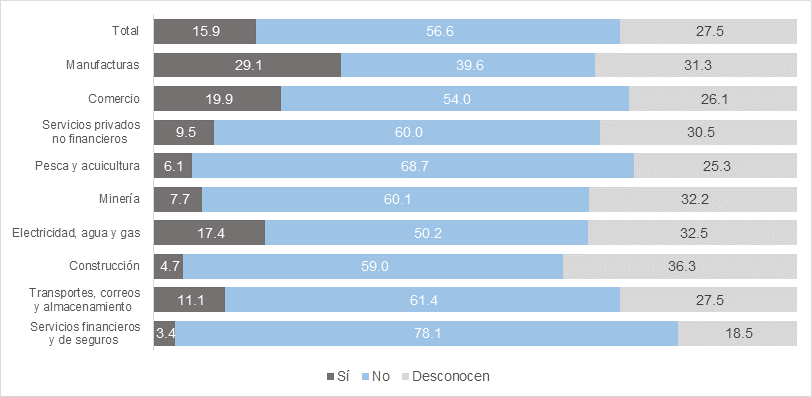 Total 15.9 56.6 27.5
Manufacturas 29.1 39.6 31.3
Comercio 19.9 54.0 26.1
Servicios privados
no financieros 9.5 60.0 30.5
Pesca y acuicultura 6.1 68.7 25.3
Minería 7.7 60.1 32.2
Electricidad, agua y gas 17.4 50.2 32.5
Construcción 4.7 59.0 36.3
Transportes, correos
y almacenamiento 11.1 61.4 27.5
Servicios financieros
y de seguros 3.4 78.1 18.5
Sí No Desconocen